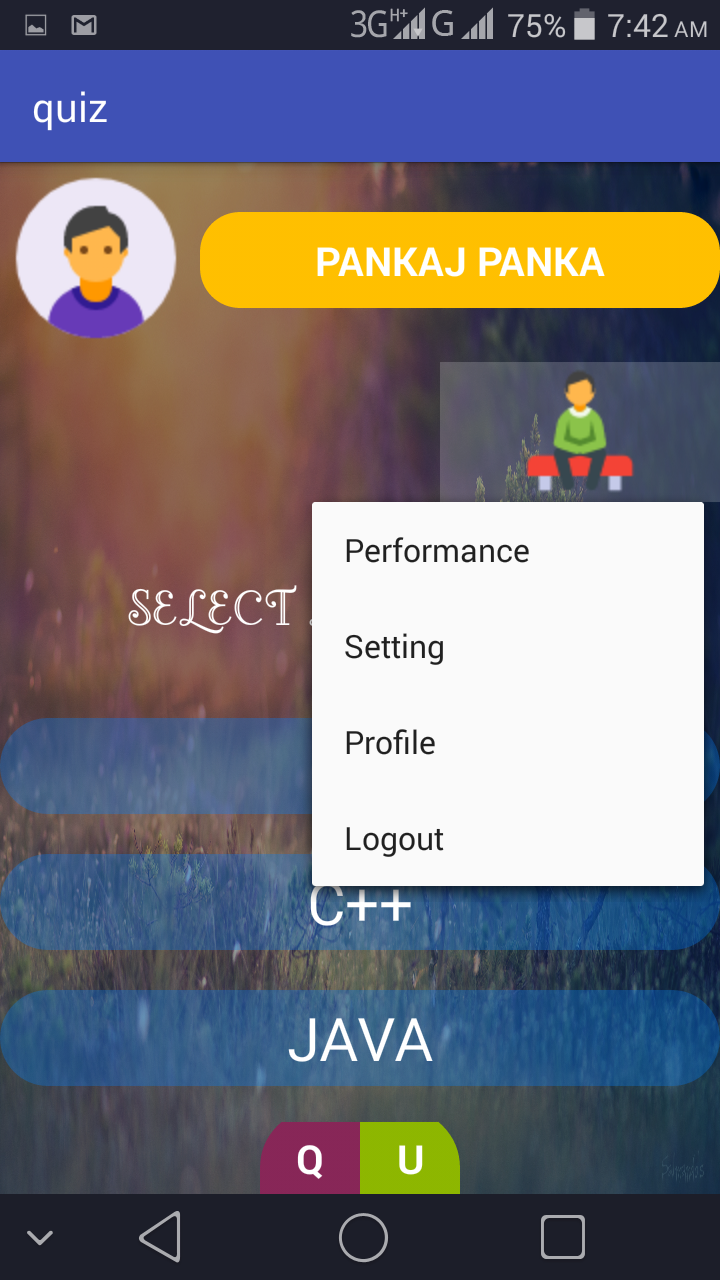 3G H+ G 75% 7:42 AM
quiz
PANKAJ PANKA
SELECT
Performance
Setting
Profile
Logout
C++
JAVA
Q U